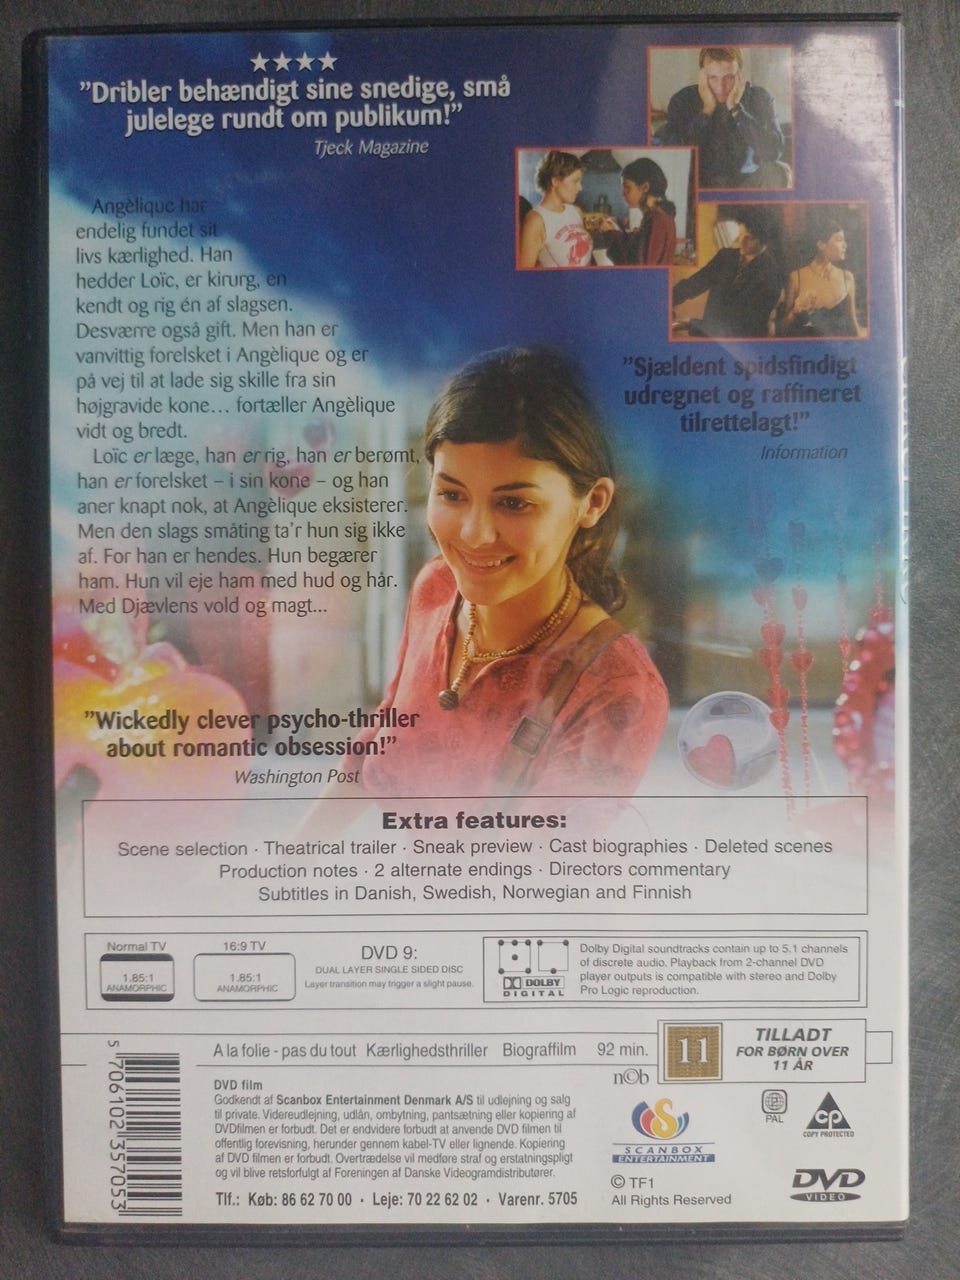 ★★★★
”Dribler behændigt sine snedige, små
julelege rundt om publikum!”
Tjeck Magazine
Angèlique har
endelig fundet sit
livs kærlighed. Han
hedder Loïc, er kirurg, en
kendt og rig én af slagsen.
Desværre også gift. Men han er
vanvittig forelsket i Angèlique og er
på vej til at lade sig skille fra sin
højgravide kone... fortæller Angèlique
vidt og bredt.
Loïc er læge, han er rig, han er berømt,
han er forelsket – i sin kone – og han
aner knapt nok, at Angèlique eksisterer.
Men den slags småting ta'r hun sig ikke
af. For han er hendes. Hun begærer
ham. Hun vil eje ham med hud og hår.
Med Djævlens vold og magt...
”Sjældent spidsfindigt
udregnet og raffineret
tilrettelagt!”
Information
”Wickedly clever psycho-thriller
about romantic obsession!”
Washington Post
Extra features:
Scene selection · Theatrical trailer · Sneak preview · Cast biographies · Deleted scenes
Production notes · 2 alternate endings · Directors commentary
Subtitles in Danish, Swedish, Norwegian and Finnish
Normal TV
1.85:1
ANAMORPHIC
16:9 TV
1.85:1
ANAMORPHIC
DVD 9:
DUAL LAYER SINGLE SIDED DISC
Layer transition may trigger a slight pause.
DOLBY
DIGITAL
Dolby Digital soundtracks contain up to 5.1 channels
of discrete audio. Playback from 2-channel DVD
player outputs is compatible with stereo and Dolby
Pro Logic reproduction.
A la folie - pas du tout Kærlighedsthriller Biograffilm 92 min.
11
TILLADT
FOR BØRN OVER
11 ÅR
n©b
DVD film
Godkendt af Scanbox Entertainment Denmark A/S til udlejning og salg
til private. Videreudlejning, udlån, ombytning, pantsætning eller kopiering af
DVDfilmen er forbudt. Det er endvidere forbudt at anvende DVD filmen til
offentlig forevisning, herunder gennem kabel-TV eller lignende. Kopiering
af DVD filmen er forbudt. Overtrædelse vil medføre straf og erstatningspligt
og vil blive retsforfulgt af Foreningen af Danske Videogramdistributører.
Tlf.: Køb: 86 62 70 00 · Leje: 70 22 62 02 · Varenr. 5705
SCANBOX
ENTERTAINMENT
© TF1
All Rights Reserved
PAL
CP
COPY PROTECTED
DVD
VIDEO
5 706102 357053